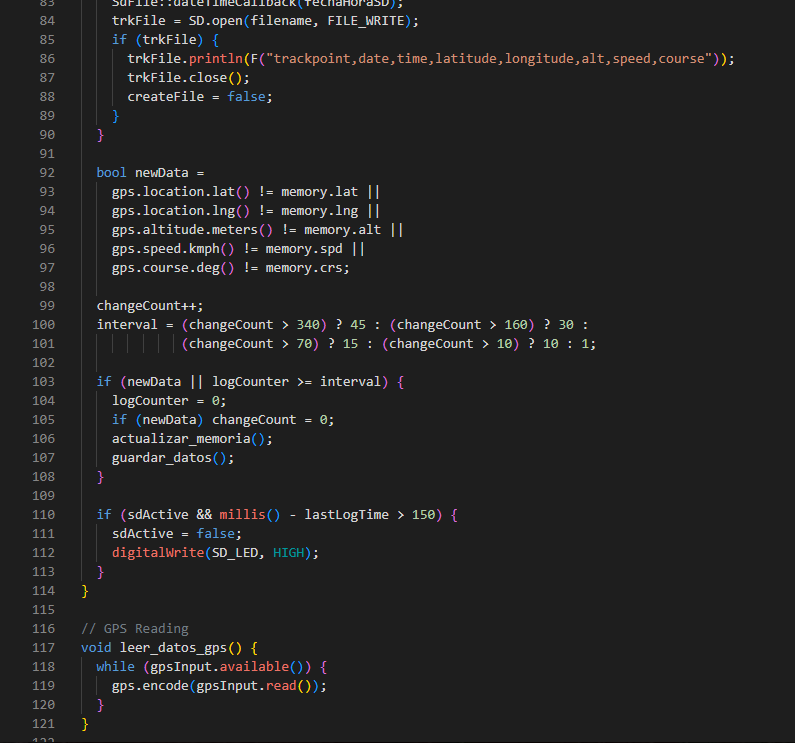 83 SdFile::dateTimeCallback(fechaHoraSD);
84 trkFile = SD.open(filename, FILE_WRITE);
85 if (trkFile) {
86 trkFile.println(F("trackpoint,date,time,latitude,longitude,alt,speed,course"));
87 trkFile.close();
88 createFile = false;
89 }
90 }
91
92 bool newData =
93 gps.location.lat() != memory.lat ||
94 gps.location.lng() != memory.lng ||
95 gps.altitude.meters() != memory.alt ||
96 gps.speed.kmph() != memory.spd ||
97 gps.course.deg() != memory.crs;
98
99 changeCount++;
100 interval = (changeCount > 340) ? 45 : (changeCount > 160) ? 30 :
101 (changeCount > 70) ? 15 : (changeCount > 10) ? 10 : 1;
102
103 if (newData || logCounter >= interval) {
104 logCounter = 0;
105 if (newData) changeCount = 0;
106 actualizar_memoria();
107 guardar_datos();
108 }
109
110 if (sdActive && millis() - lastLogTime > 150) {
111 sdActive = false;
112 digitalWrite(SD_LED, HIGH);
113 }
114 }
115
116 // GPS Reading
117 void leer_datos_gps() {
118 while (gpsInput.available()) {
119 gps.encode(gpsInput.read());
120 }
121 }
122